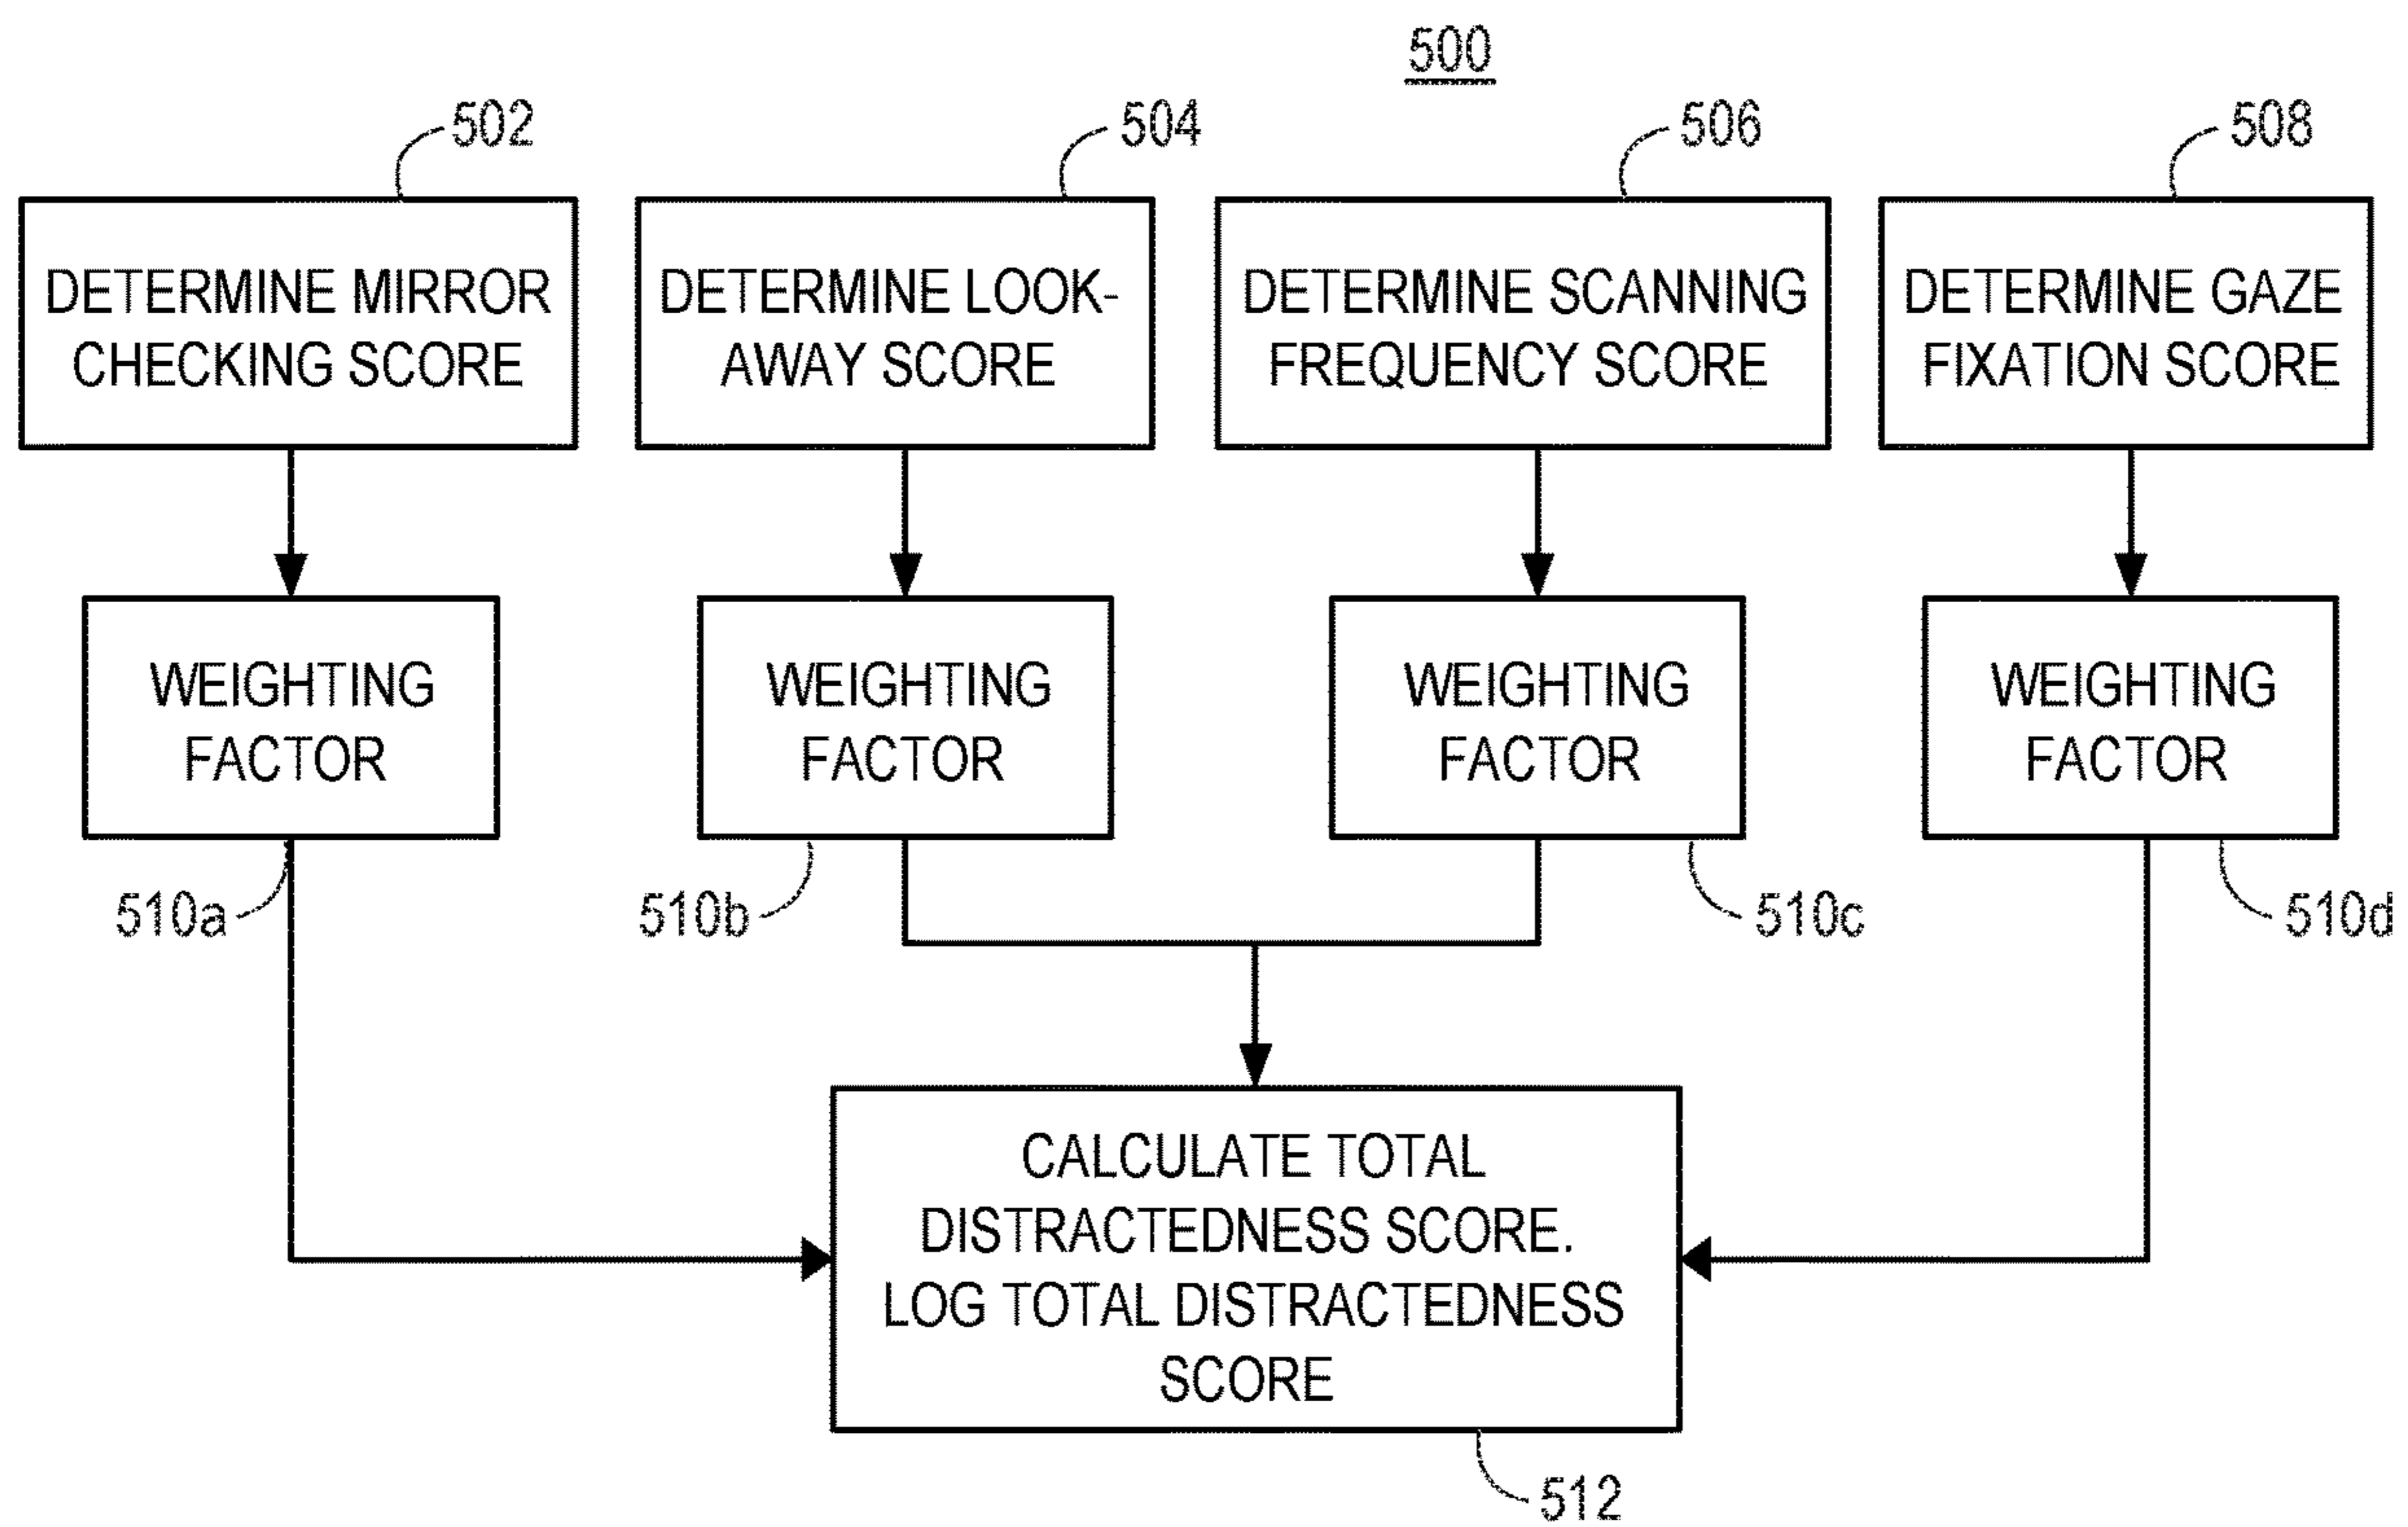 500
502
504
506
508
DETERMINE MIRROR
CHECKING SCORE
DETERMINE LOOK-
AWAY SCORE
DETERMINE SCANNING
FREQUENCY SCORE
DETERMINE GAZE
FIXATION SCORE
WEIGHTING
FACTOR
WEIGHTING
FACTOR
WEIGHTING
FACTOR
WEIGHTING
FACTOR
510a
510b
510c
510d
CALCULATE TOTAL
DISTRACTEDNESS SCORE.
LOG TOTAL DISTRACTEDNESS
SCORE
512